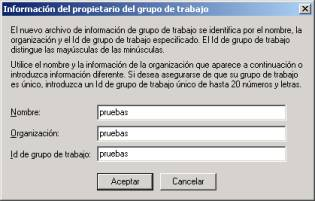 Información del propietario del grupo de trabajo
El nuevo archivo de información de grupo de trabajo se identifica por el nombre, la
organización y el Id de grupo de trabajo especificado. El Id de grupo de trabajo
distingue las mayúsculas de las minúsculas.
Utilice el nombre y la información de la organización que aparece a continuación o
introduzca información diferente. Si desea asegurarse de que su grupo de trabajo
es único, introduzca un Id de grupo de trabajo único de hasta 20 números y letras.
Nombre: pruebas
Organización: pruebas
Id de grupo de trabajo: pruebas
Aceptar Cancelar